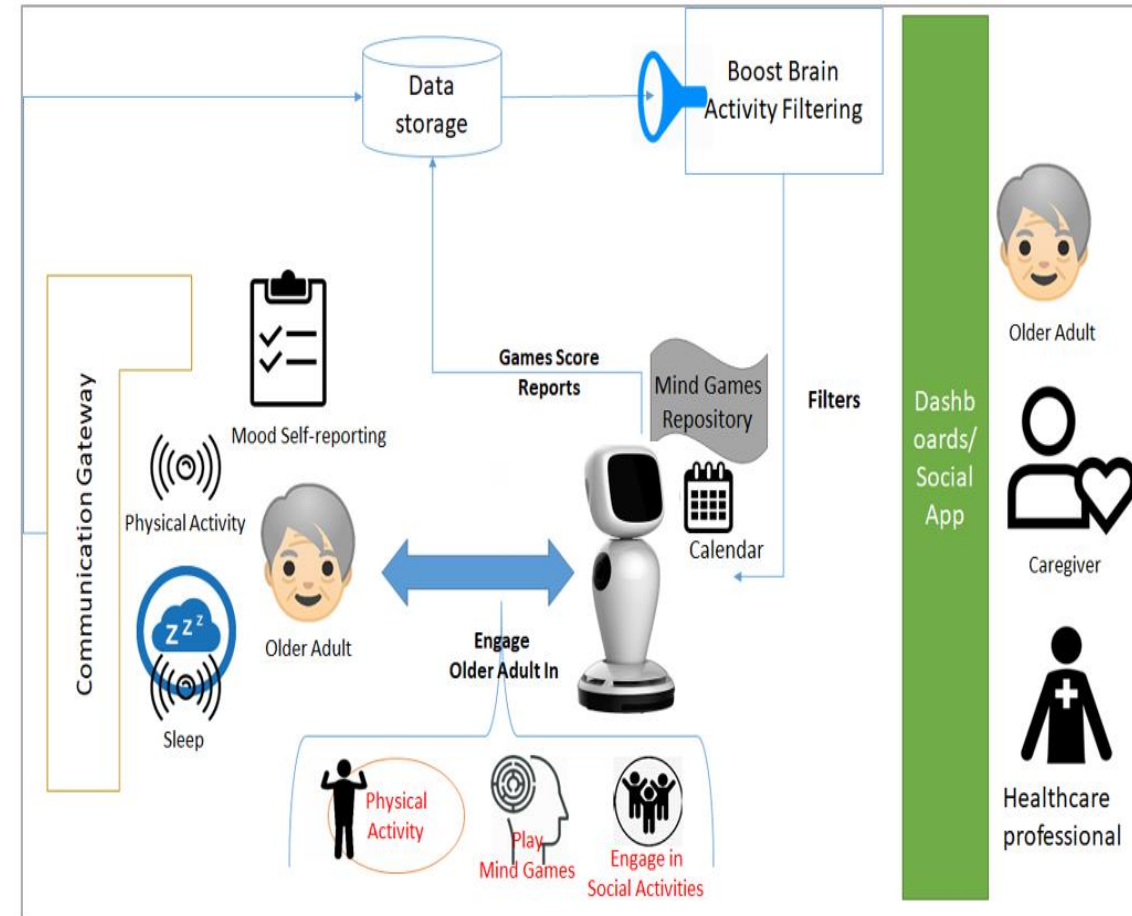 Data
storage
Boost Brain
Activity Filtering
Older Adult
Mood Self-reporting
Games Score
Reports
Mind Games
Repository
Filters
Dashb
oards/
Social
App
Communication Gateway
Physical Activity
Calendar
Caregiver
z z z
Older Adult
Engage
Older Adult In
Sleep
Physical
Activity
Play
Mind Games
Engage in
Social Activities
Healthcare
professional